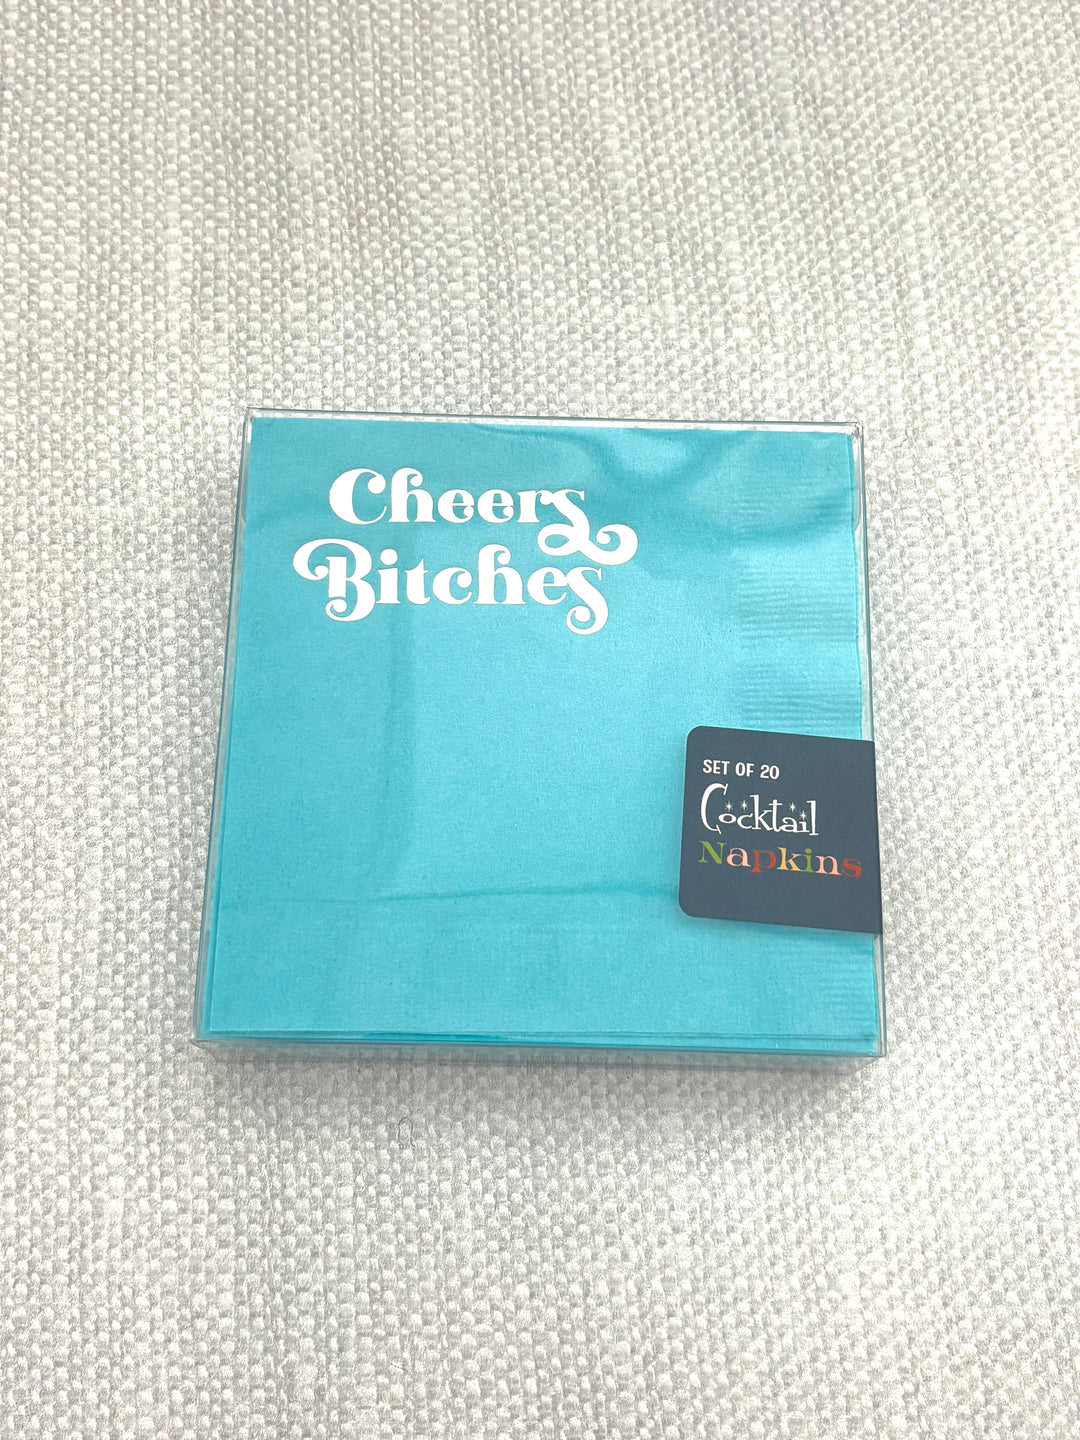 Cheers
Bitches
SET OF 20
Cocktail
Napkins